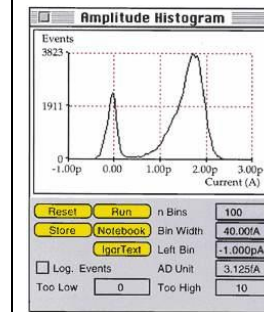 Amplitude Histogram
Events
3823
1911
0
-1.00p 0.00 1.00p 2.00p 3.00p
Current (A)
Reset Run n Bins 100
Store Notebook Bin Width 40.00fA
IgorText Left Bin -1.000pA
Log. Events AD Unit 3.125fA
Too Low 0 Too High 10